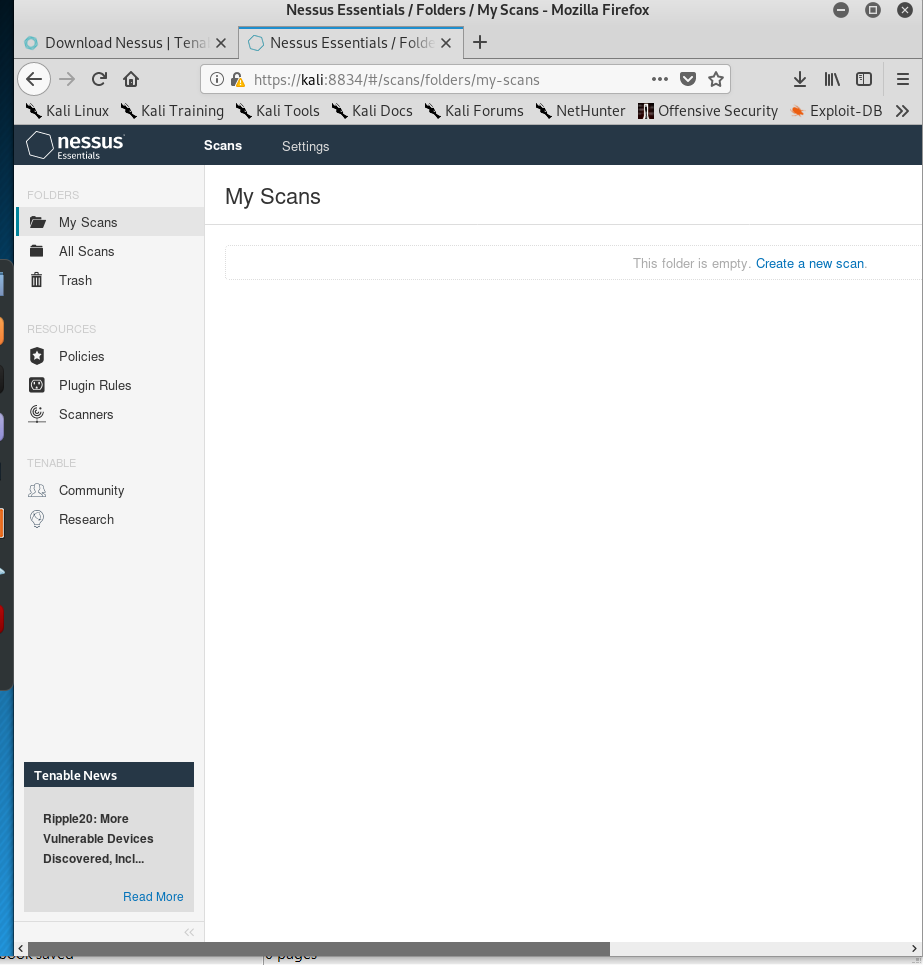 Nessus Essentials / Folders / My Scans - Mozilla Firefox
Download Nessus | Tena
Nessus Essentials / Folde
https://kali:8834/#/scans/folders/my-scans
Kali Linux Kali Training Kali Tools Kali Docs Kali Forums NetHunter Offensive Security Exploit-DB
nessus
Essentials
Scans Settings
FOLDERS
My Scans
All Scans
Trash
RESOURCES
Policies
Plugin Rules
Scanners
TENABLE
Community
Research
Tenable News
Ripple20: More
Vulnerable Devices
Discovered, Incl...
Read More
My Scans
This folder is empty. Create a new scan.